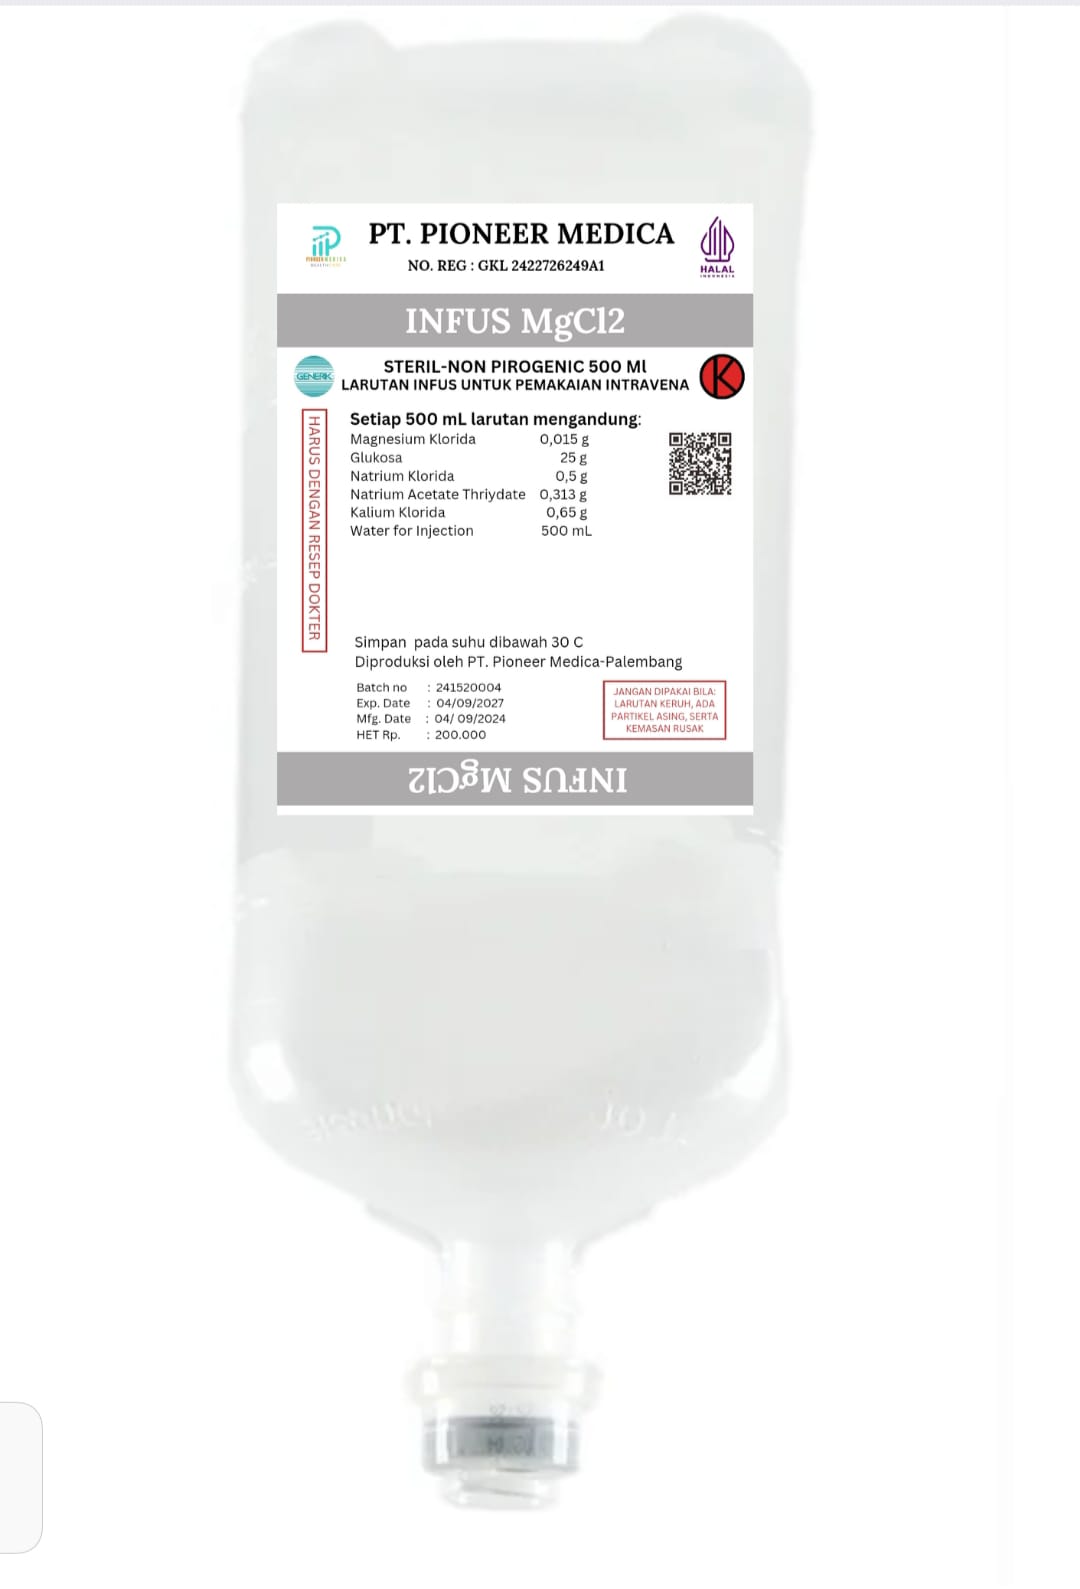 PT. PIONEER MEDICA
NO. REG : GKL 2422726249A1
HALAL
INDONESIA
INFUS MgCl2
GENERIK
STERIL-NON PIROGENIC 500 Ml
LARUTAN INFUS UNTUK PEMAKAIAN INTRAVENA
K
HARUS DENGAN RESEP DOKTER
Setiap 500 mL larutan mengandung:
Magnesium Klorida 0,015 g
Glukosa 25 g
Natrium Klorida 0,5 g
Natrium Acetate Thriydate 0,313 g
Kalium Klorida 0,65 g
Water for Injection 500 mL
Simpan pada suhu dibawah 30 C
Diproduksi oleh PT. Pioneer Medica-Palembang
Batch no : 241520004
Exp. Date : 04/09/2027
Mfg. Date : 04/ 09/2024
HET Rp. : 200.000
JANGAN DIPAKAI BILA:
LARUTAN KERUH, ADA
PARTIKEL ASING, SERTA
KEMASAN RUSAK
INFUS MgCl2